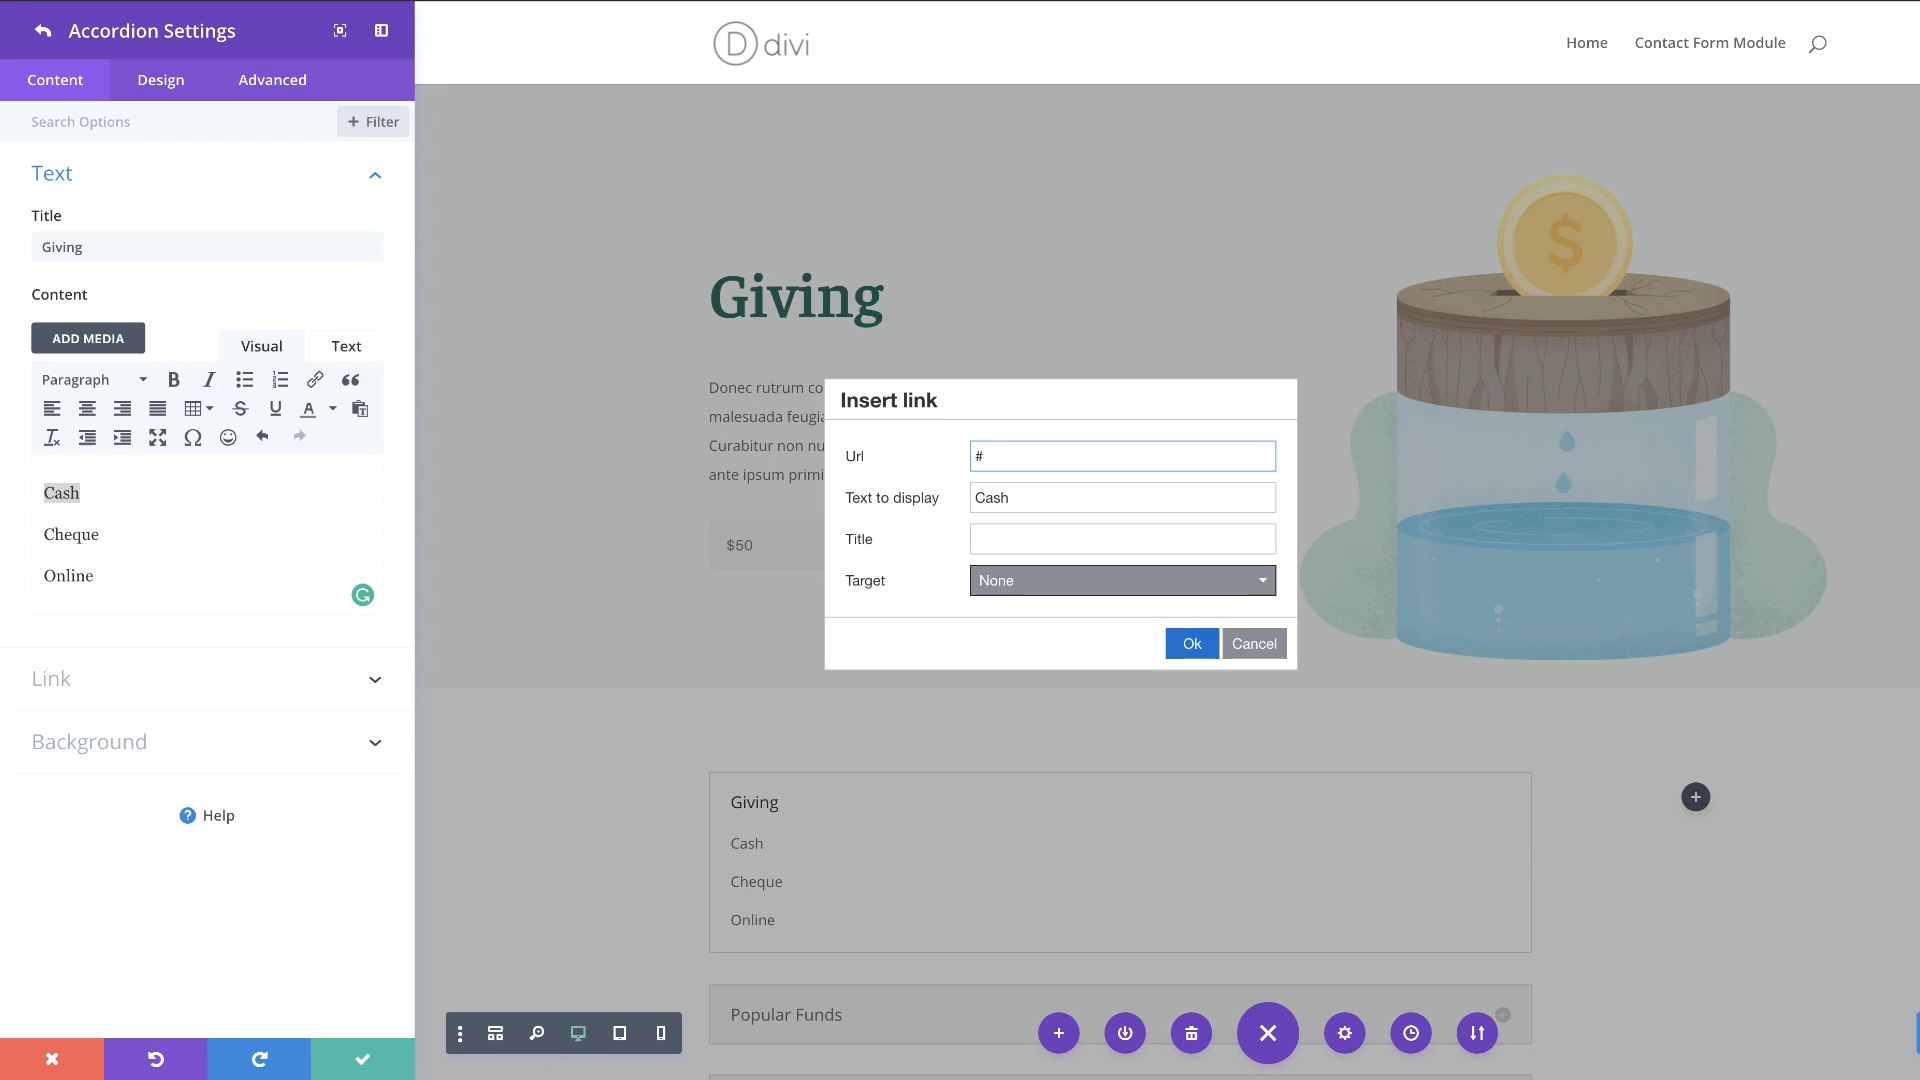 Accordion Settings
Content
Design
Advanced
Search Options
+ Filter
Text
Title
Giving
Content
ADD MEDIA
Visual
Text
Paragraph
Cash
Cheque
Online
Link
Background
Help
D divi
Home
Contact Form Module
Giving
Donec rutrum co
malesuada feugia
Curabitur non nu
ante ipsum primi
$50
Insert link
Url
#
Text to display
Cash
Title
Target
None
Ok
Cancel
Giving
Cash
Cheque
Online
Popular Funds